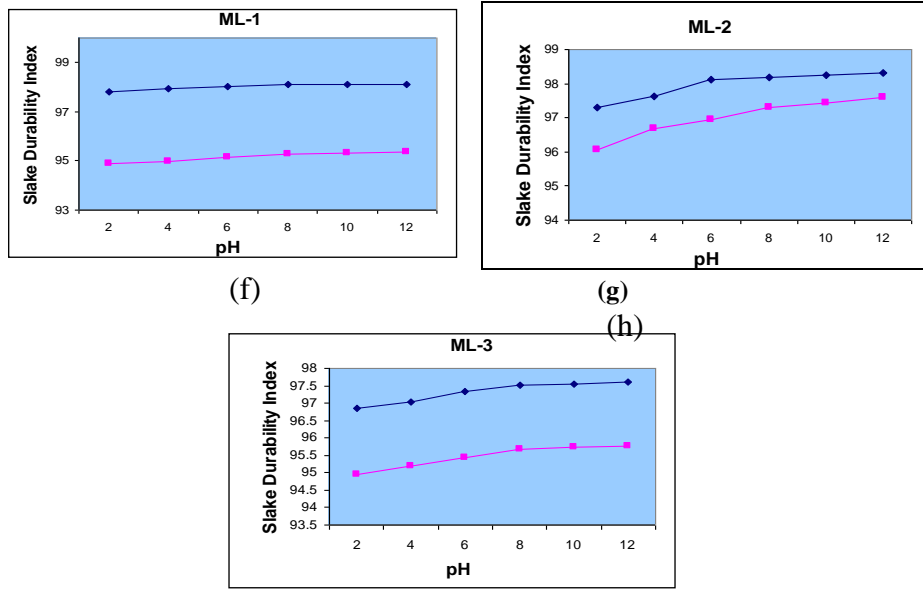 ML-1
Slake Durability Index
99
97
95
93
2 4 6 8 10 12
pH
(f)
ML-2
Slake Durability Index
99
98
97
96
95
94
2 4 6 8 10 12
pH
(g)
(h)
ML-3
Slake Durability Index
98
97.5
97
96.5
96
95.5
95
94.5
94
93.5
2 4 6 8 10 12
pH